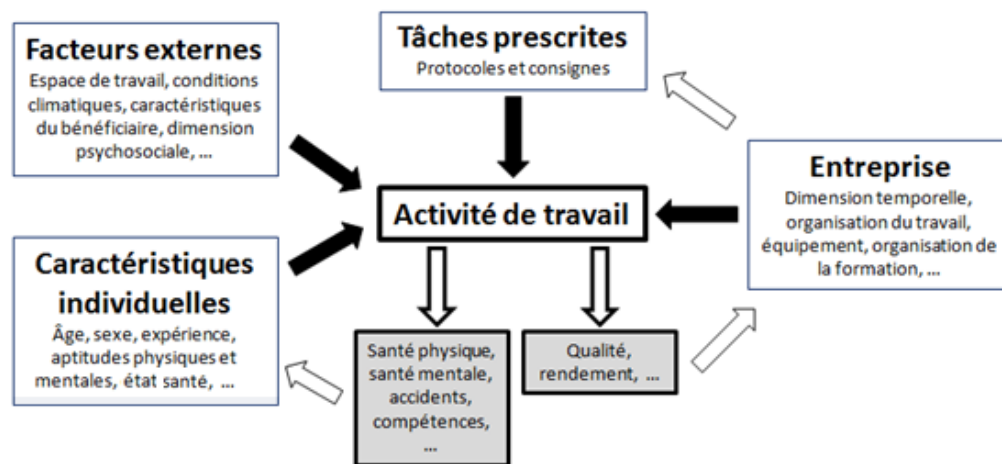 Facteurs externes
Espace de travail, conditions
climatiques, caractéristiques
du bénéficiaire, dimension
psychosociale, ...
Tâches prescrites
Protocoles et consignes
Entreprise
Dimension temporelle,
organisation du travail,
équipement, organisation de
la formation, ...
Activité de travail
Caractéristiques
individuelles
Âge, sexe, expérience,
aptitudes physiques et
mentales, état santé, ...
Santé physique,
santé mentale,
accidents,
compétences,
...
Qualité,
rendement, ...